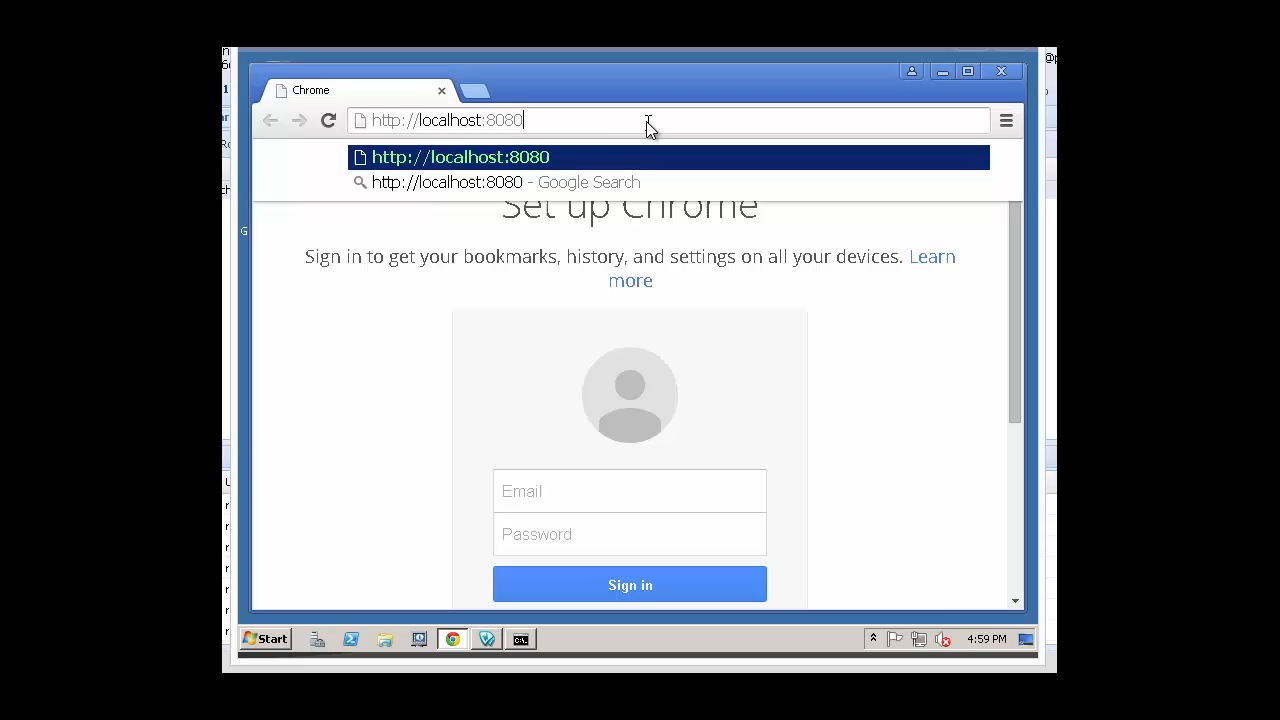 Chrome
http://localhost:8080
http://localhost:8080
http://localhost:8080 - Google Search
Set up Chrome
Sign in to get your bookmarks, history, and settings on all your devices. Learn
more
Email
Password
Sign in
Start
4:59 PM